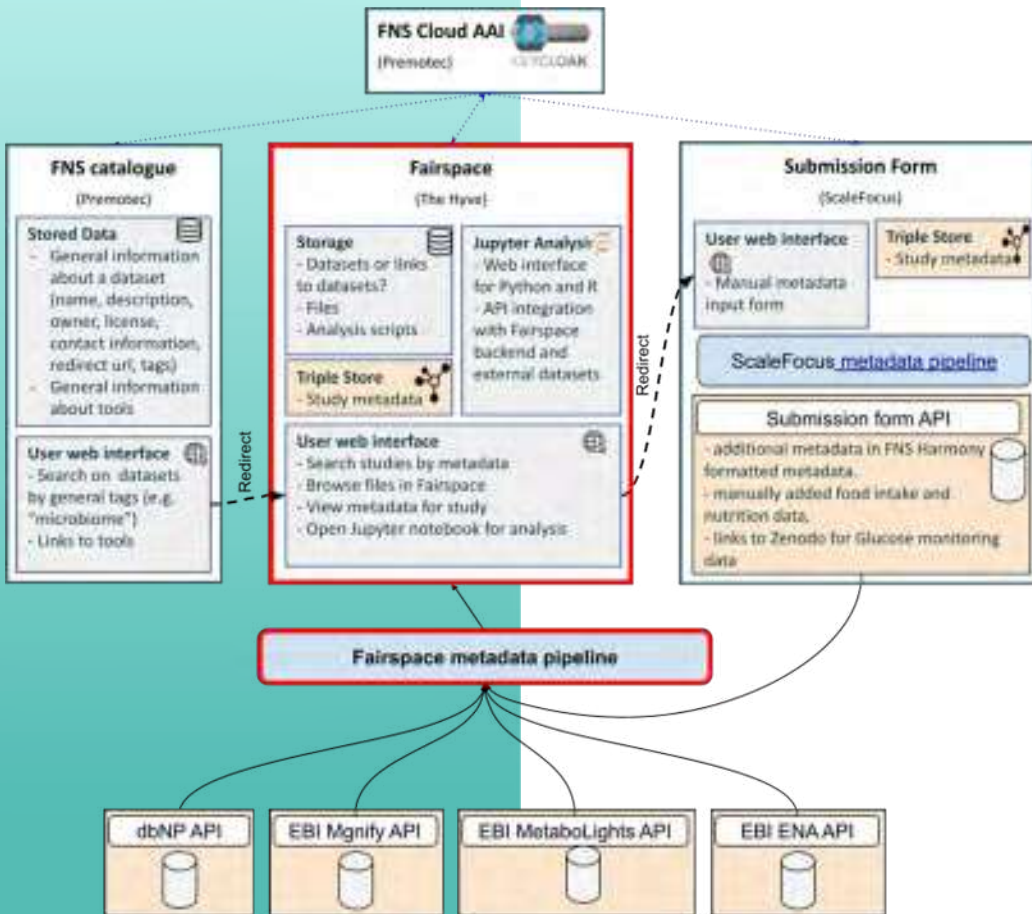 FNS Cloud AAI
(Premotec)
KEYCLOAK
FNS catalogue
(Premotec)
Stored Data
- General information
about a dataset
(name, description,
owner, license,
contact information,
redirect url, tags)
- General information
about tools
User web interface
- Search on datasets
by general tags (e.g.
"microbiome")
- Links to tools
Redirect
Fairspace
(The Hyve)
Storage
- Datasets or links
to datasets?
- Files
- Analysis scripts
Triple Store
- Study metadata
Jupyter Analysis
- Web interface
for Python and R
- API integration
with Fairspace
backend and
external datasets
User web interface
- Search studies by metadata
- Browse files in Fairspace
- View metadata for study
- Open Jupyter notebook for analysis
Redirect
Submission Form
(ScaleFocus)
User web interface
- Manual metadata
input form
Triple Store
- Study metadata
ScaleFocus metadata pipeline
Submission form API
- additional metadata in FNS Harmony
formatted metadata.
- manually added food intake and
nutrition data,
- links to Zenodo for Glucose monitoring
data
Fairspace metadata pipeline
dbNP API
EBI Mgnify API
EBI MetaboLights API
EBI ENA API